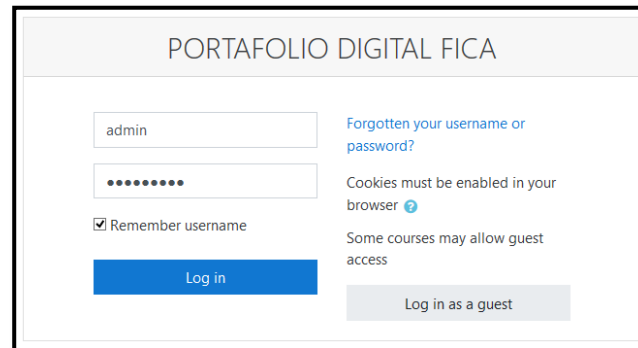 PORTAFOLIO DIGITAL FICA
admin
•••••••••
Remember username
Log in
Forgotten your username or
password?
Cookies must be enabled in your
browser
Some courses may allow guest
access
Log in as a guest